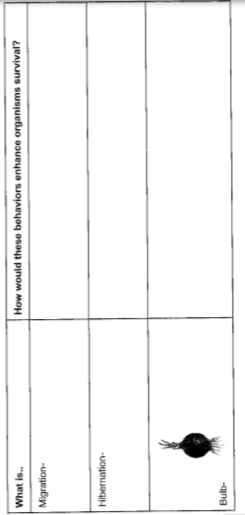 What is.. How would these behaviors enhance organisms survival?
Migration-
Hibernation-
Bulb-